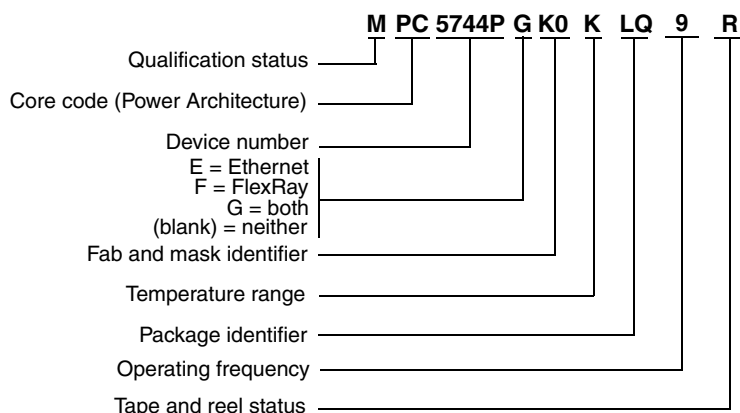 M PC 5744P G K0 K LQ 9 R
Qualification status
Core code (Power Architecture)
Device number
E = Ethernet
F = FlexRay
G = both
(blank) = neither
Fab and mask identifier
Temperature range
Package identifier
Operating frequency
Tape and reel status